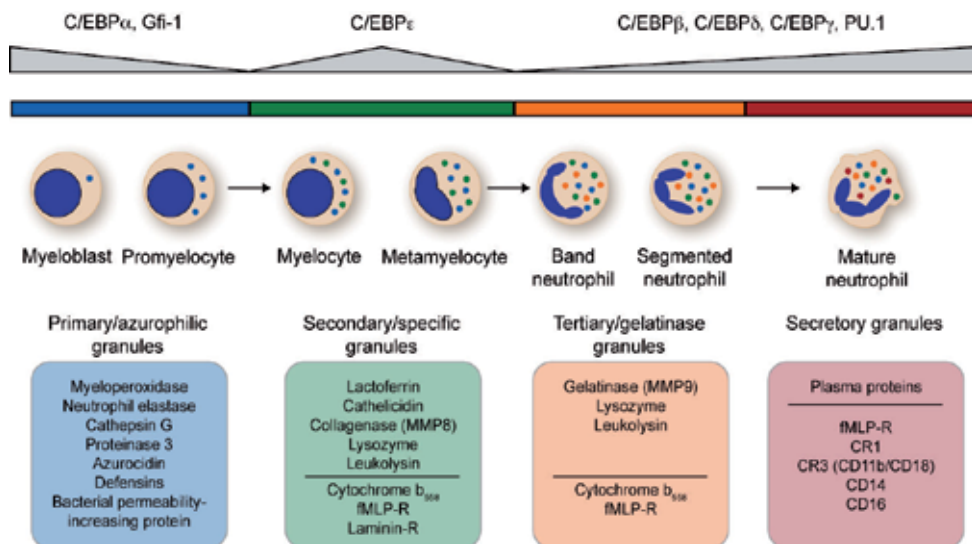 C/EBPα, Gfi-1
C/EBPε
C/EBPβ, C/EBPδ, C/EBPγ, PU.1
Myeloblast
Promyelocyte
Myelocyte
Metamyelocyte
Band
neutrophil
Segmented
neutrophil
Mature
neutrophil
Primary/azurophilic
granules
Myeloperoxidase
Neutrophil elastase
Cathepsin G
Proteinase 3
Azurocidin
Defensins
Bacterial permeability-
increasing protein
Secondary/specific
granules
Lactoferrin
Cathelicidin
Collagenase (MMP8)
Lysozyme
Leukolysin
Cytochrome b₅₅₈
fMLP-R
Laminin-R
Tertiary/gelatinase
granules
Gelatinase (MMP9)
Lysozyme
Leukolysin
Cytochrome b₅₅₈
fMLP-R
Secretory granules
Plasma proteins
fMLP-R
CR1
CR3 (CD11b/CD18)
CD14
CD16